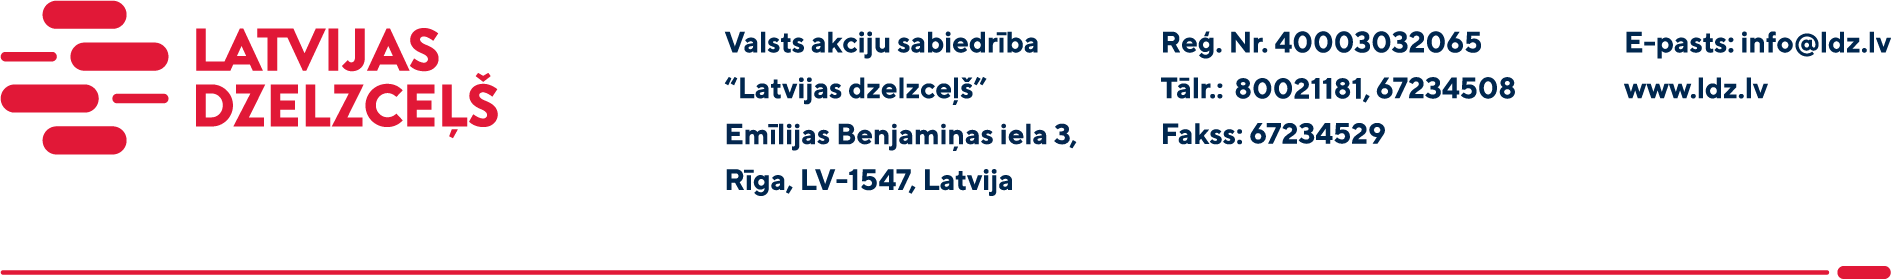 LATVIJAS
DZELZCEĻŠ
Valsts akciju sabiedrība
“Latvijas dzelzceļš”
Emīlijas Benjamiņas iela 3,
Rīga, LV-1547, Latvija
Reģ. Nr. 40003032065
Tālr.: 80021181, 67234508
Fakss: 67234529
E-pasts: info@ldz.lv
www.ldz.lv